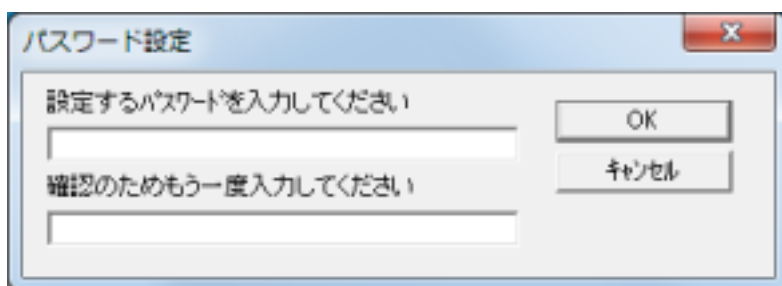 パスワード設定
設定するﾊﾟｽﾜｰﾄﾞを入力してください
OK
確認のためもう一度入力してください
ｷｬﾝｾﾙ